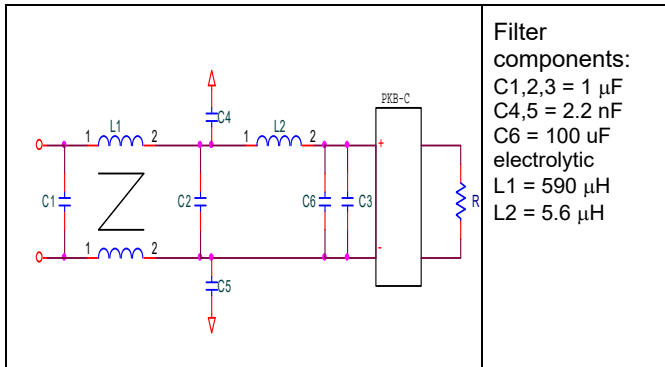 PKB-C
C4
1 L1 2
1 L2 2
+
C1
C2
C6
C3
R
1 2
-
C5
Filter
components:
C1,2,3 = 1 μF
C4,5 = 2.2 nF
C6 = 100 uF
electrolytic
L1 = 590 μH
L2 = 5.6 μH